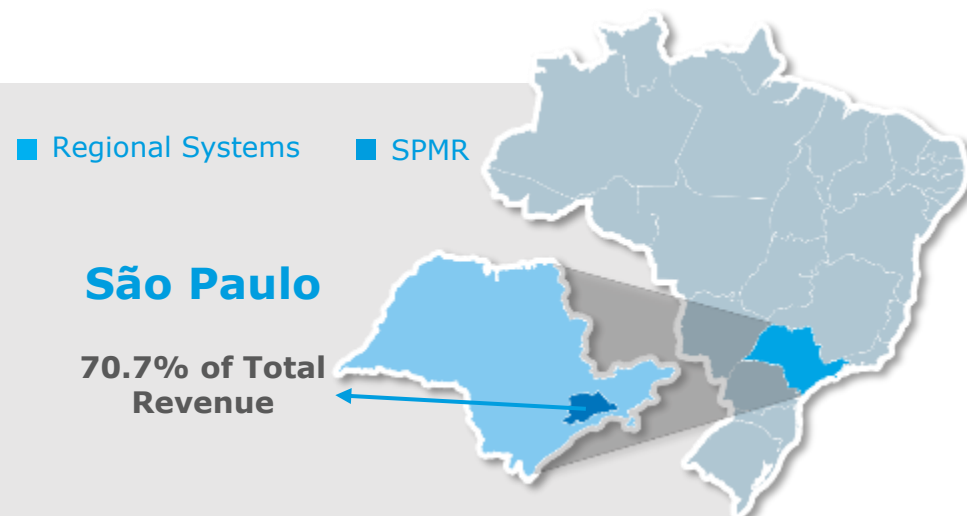 Regional Systems
SPMR
São Paulo
70.7% of Total
Revenue